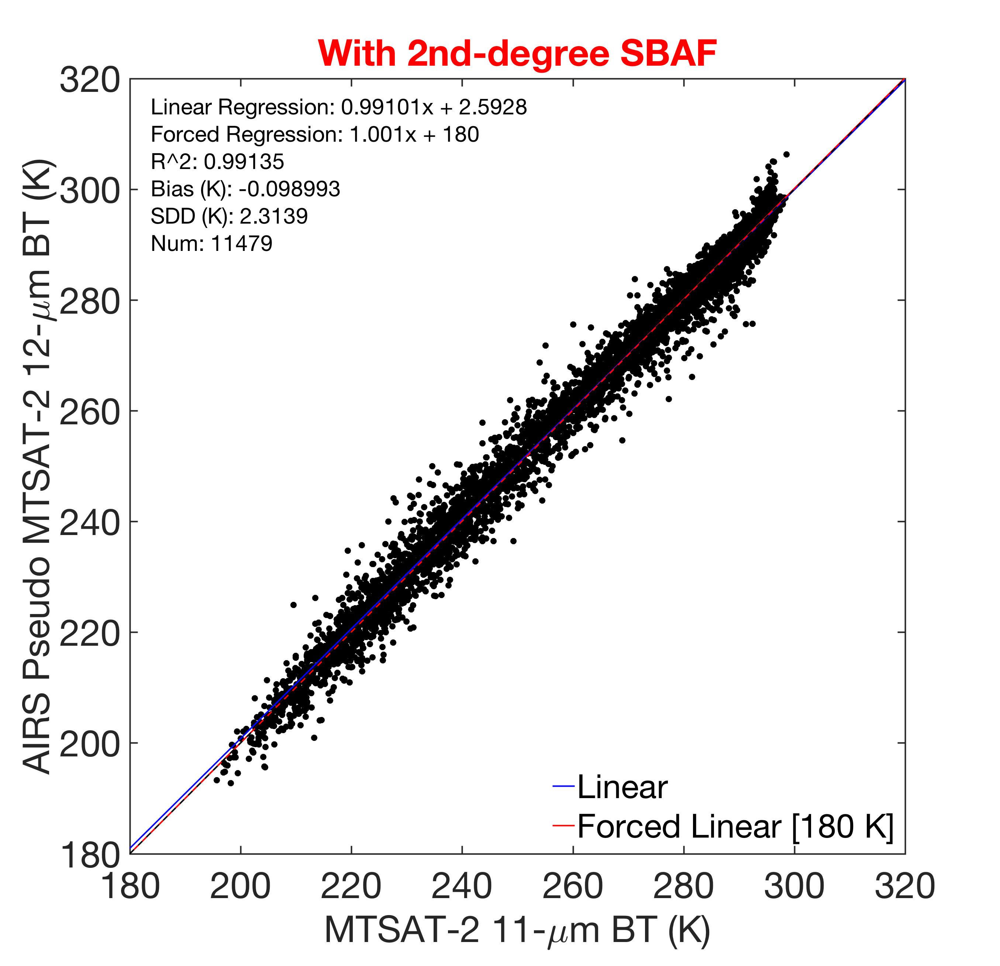 With 2nd-degree SBAF
Linear Regression: 0.99101x + 2.5928
Forced Regression: 1.001x + 180
R^2: 0.99135
Bias (K): -0.098993
SDD (K): 2.3139
Num: 11479
AIRS Pseudo MTSAT-2 12-μm BT (K)
320
300
280
260
240
220
200
180
Linear
Forced Linear [180 K]
180 200 220 240 260 280 300 320
MTSAT-2 11-μm BT (K)